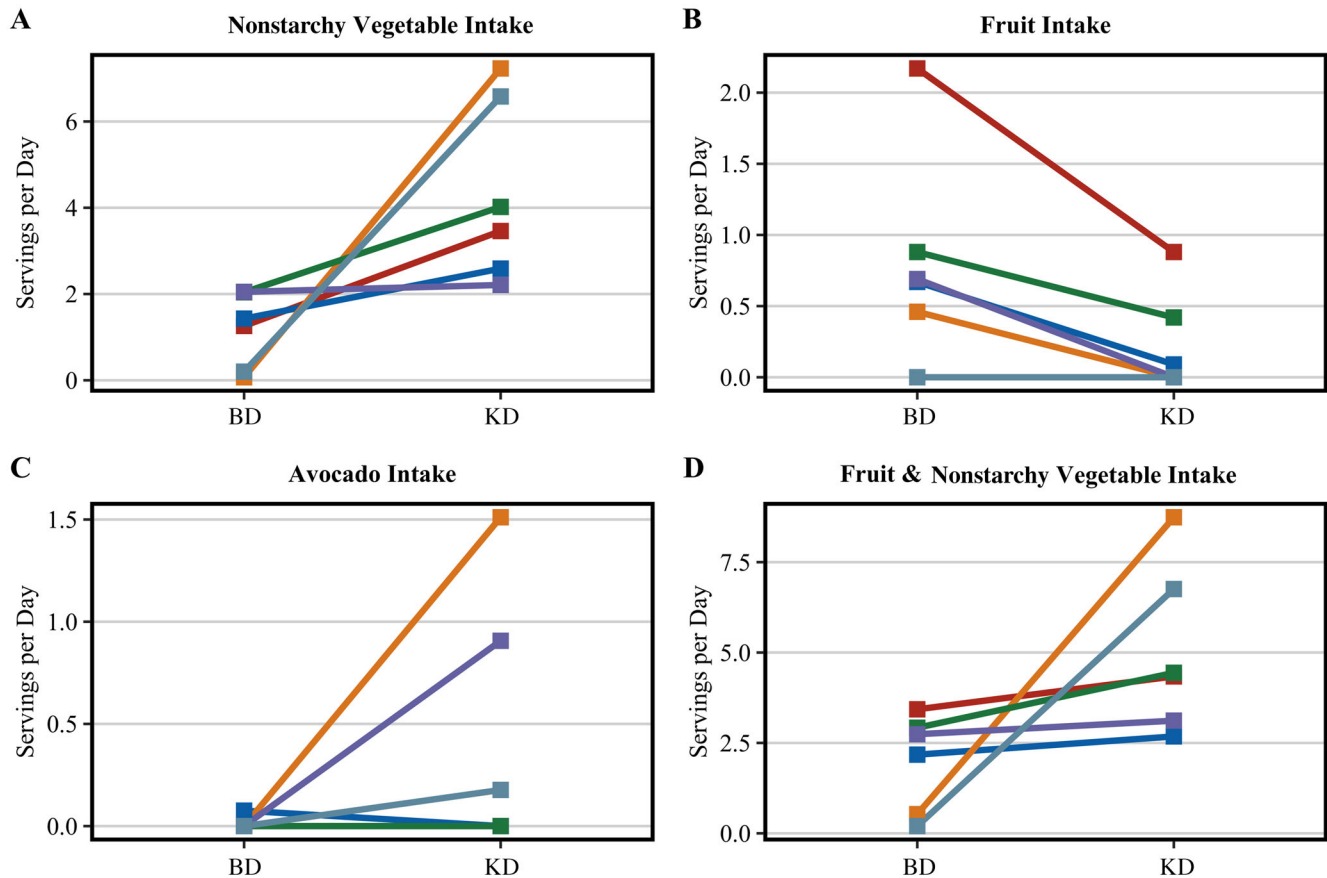 A
Nonstarchy Vegetable Intake
Servings per Day
6
4
2
0
BD
KD
B
Fruit Intake
Servings per Day
2.0
1.5
1.0
0.5
0.0
BD
KD
C
Avocado Intake
Servings per Day
1.5
1.0
0.5
0.0
BD
KD
D
Fruit & Nonstarchy Vegetable Intake
Servings per Day
7.5
5.0
2.5
0.0
BD
KD